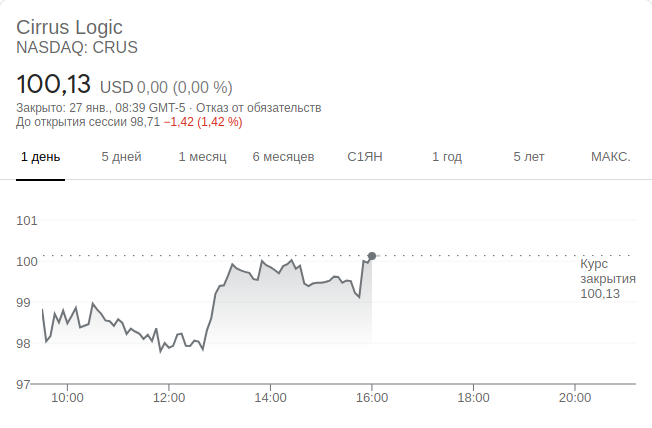 Cirrus Logic
NASDAQ: CRUS
100,13 USD 0,00 (0,00 %)
Закрыто: 27 янв., 08:39 GMT-5 · Отказ от обязательств
До открытия сессии 98,71 −1,42 (1,42 %)
1 день 5 дней 1 месяц 6 месяцев С1ЯН 1 год 5 лет МАКС.
101
100
99
98
97
Курс
закрытия
100,13
10:00 12:00 14:00 16:00 18:00 20:00